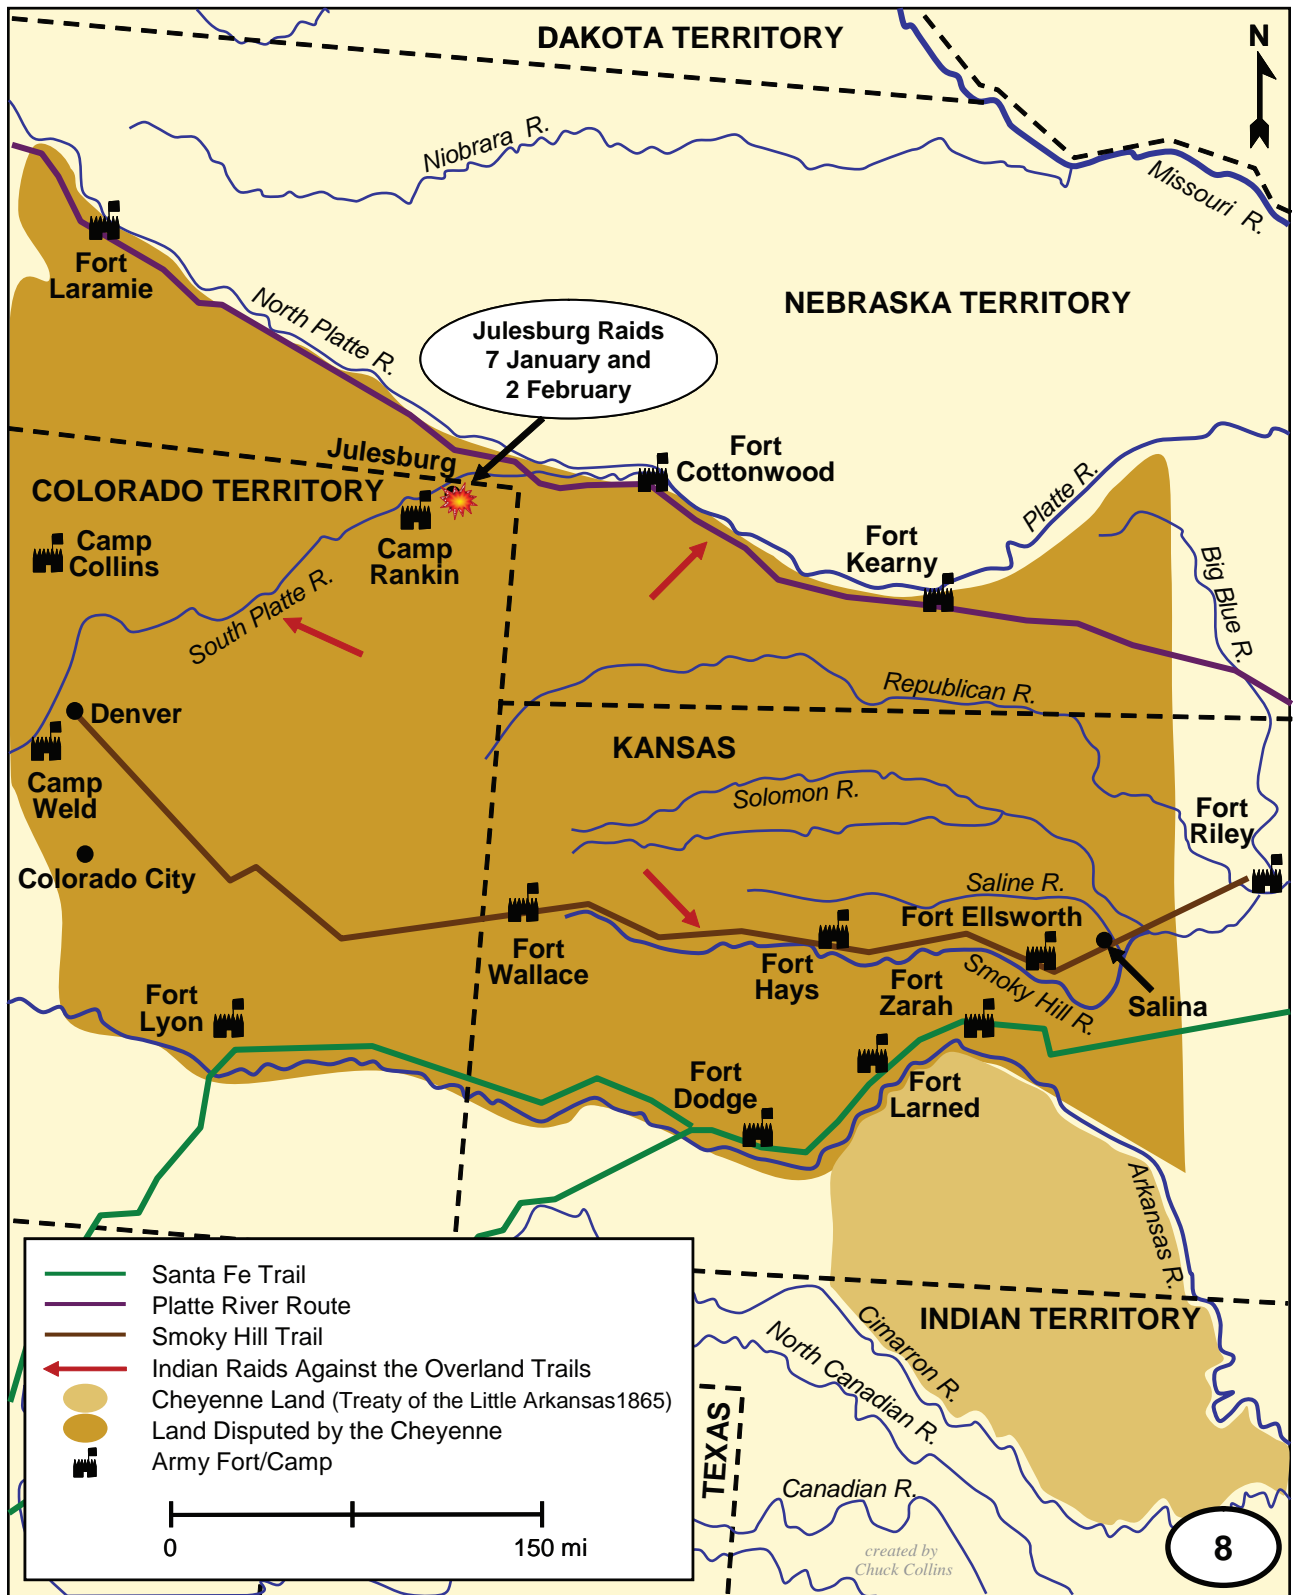 DAKOTA TERRITORY
N
Niobrara R.
Missouri R.
Fort
Laramie
North Platte R.
NEBRASKA TERRITORY
Julesburg Raids
7 January and
2 February
Julesburg
Fort
Cottonwood
COLORADO TERRITORY
Platte R.
Camp
Collins
Camp
Rankin
Fort
Kearny
Big Blue R.
South Platte R.
Republican R.
Denver
KANSAS
Camp
Weld
Solomon R.
Fort
Riley
Colorado City
Saline R.
Fort Ellsworth
Fort
Wallace
Fort
Hays
Smoky Hill R.
Salina
Fort
Lyon
Fort
Zarah
Fort
Dodge
Fort
Larned
Arkansas R.
INDIAN TERRITORY
Cimarron R.
North Canadian R.
TEXAS
Canadian R.
Santa Fe Trail
Platte River Route
Smoky Hill Trail
Indian Raids Against the Overland Trails
Cheyenne Land (Treaty of the Little Arkansas1865)
Land Disputed by the Cheyenne
Army Fort/Camp
0 150 mi
created by
Chuck Collins
8